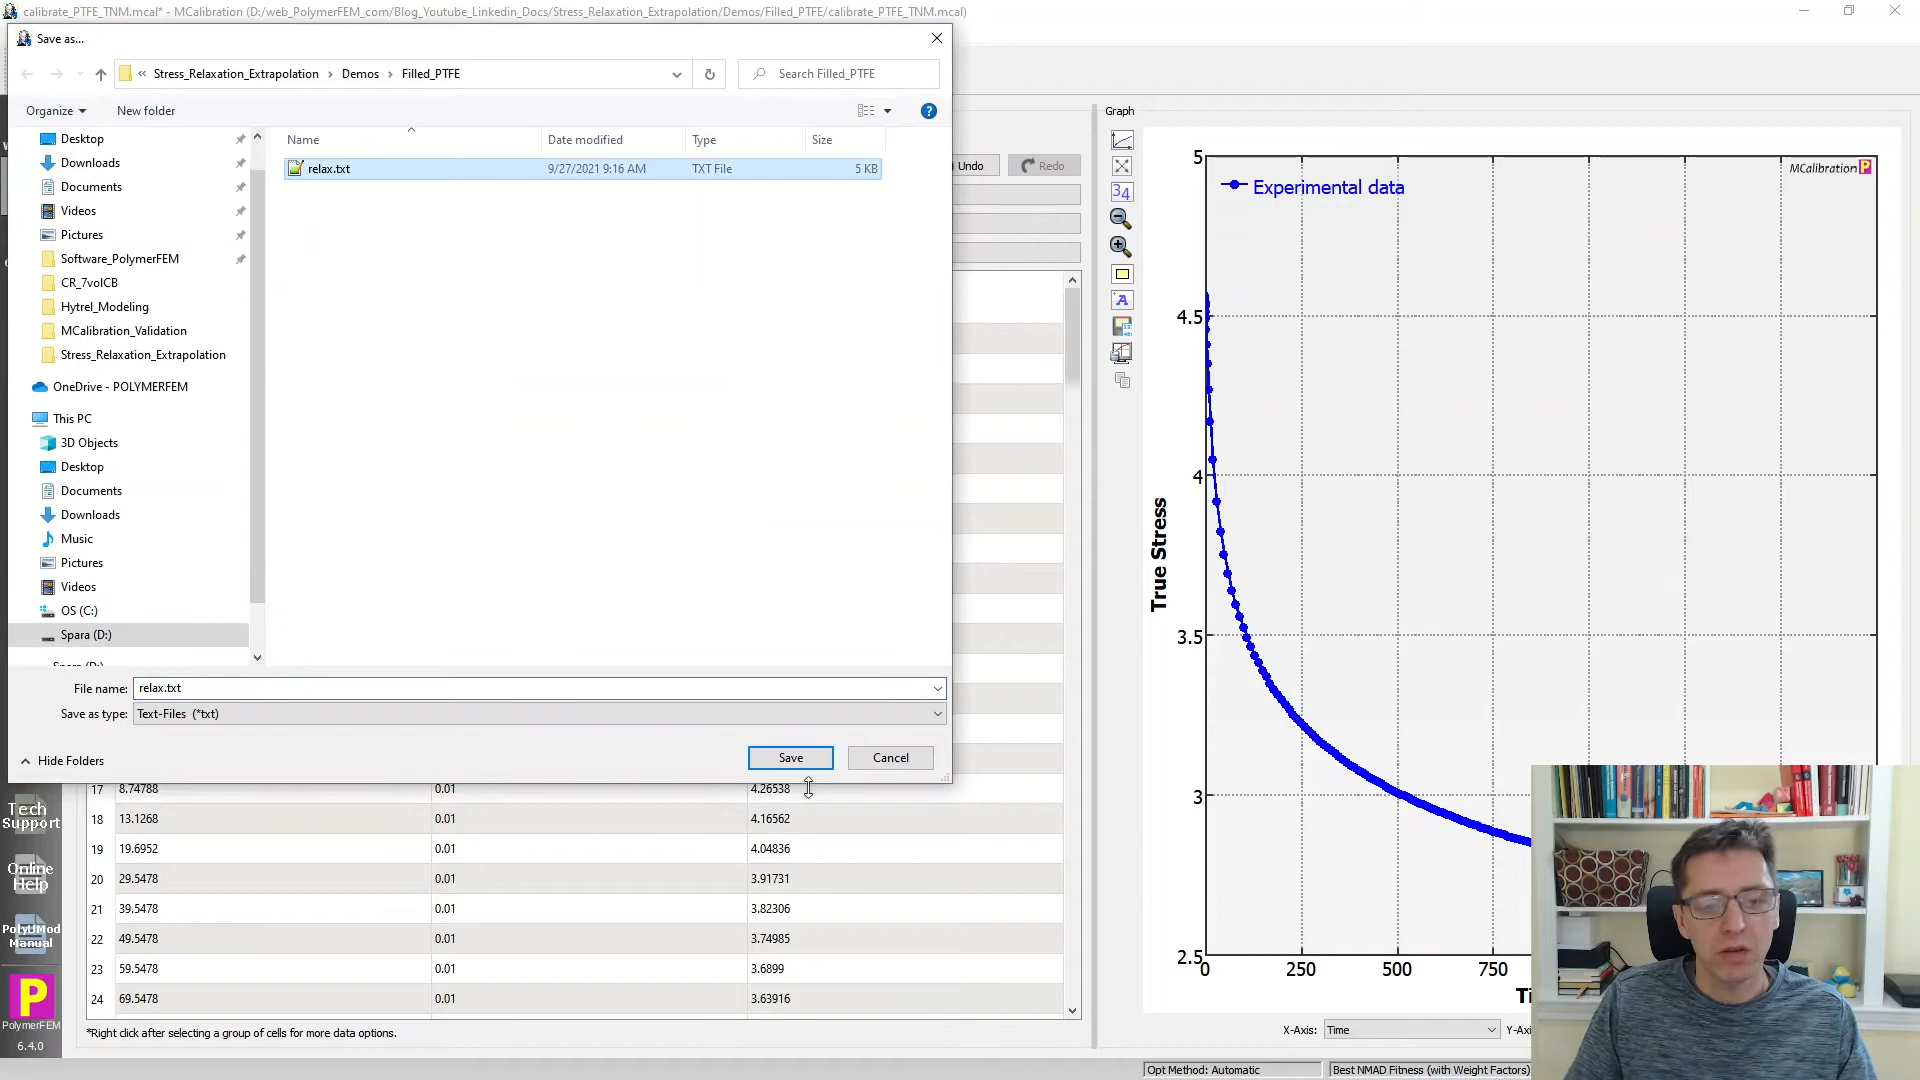 calibrate_PTFE_TNM.mcal* - MCalibration (D:/web_PolymerFEM_com/Blog_Youtube_Linkedin_Docs/Stress_Relaxation_Extrapolation/Demos/Filled_PTFE/calibrate_PTFE_TNM.mcal)
Save as...
« Stress_Relaxation_Extrapolation › Demos › Filled_PTFE
Search Filled_PTFE
Organize
New folder
Name Date modified Type Size
relax.txt 9/27/2021 9:16 AM TXT File 5 KB
Desktop
Downloads
Documents
Videos
Pictures
Software_PolymerFEM
CR_7volCB
Hytrel_Modeling
MCalibration_Validation
Stress_Relaxation_Extrapolation
OneDrive - POLYMERFEM
This PC
3D Objects
Desktop
Documents
Downloads
Music
Pictures
Videos
OS (C:)
Spara (D:)
File name: relax.txt
Save as type: Text-Files (*txt)
Hide Folders
Save
Cancel
Undo
Redo
17 8.74788 0.01 4.26538
18 13.1268 0.01 4.16562
19 19.6952 0.01 4.04836
20 29.5478 0.01 3.91731
21 39.5478 0.01 3.82306
22 49.5478 0.01 3.74985
23 59.5478 0.01 3.6899
24 69.5478 0.01 3.63916
*Right click after selecting a group of cells for more data options.
Tech
Support
Online
Help
PolyUMod
Manual
P
PolymerFEM
6.4.0
Graph
34
A
MCalibration P
Experimental data
True Stress
5
4.5
4
3.5
3
2.5
0 250 500 750
X-Axis: Time
Opt Method: Automatic
Best NMAD Fitness (with Weight Factors)